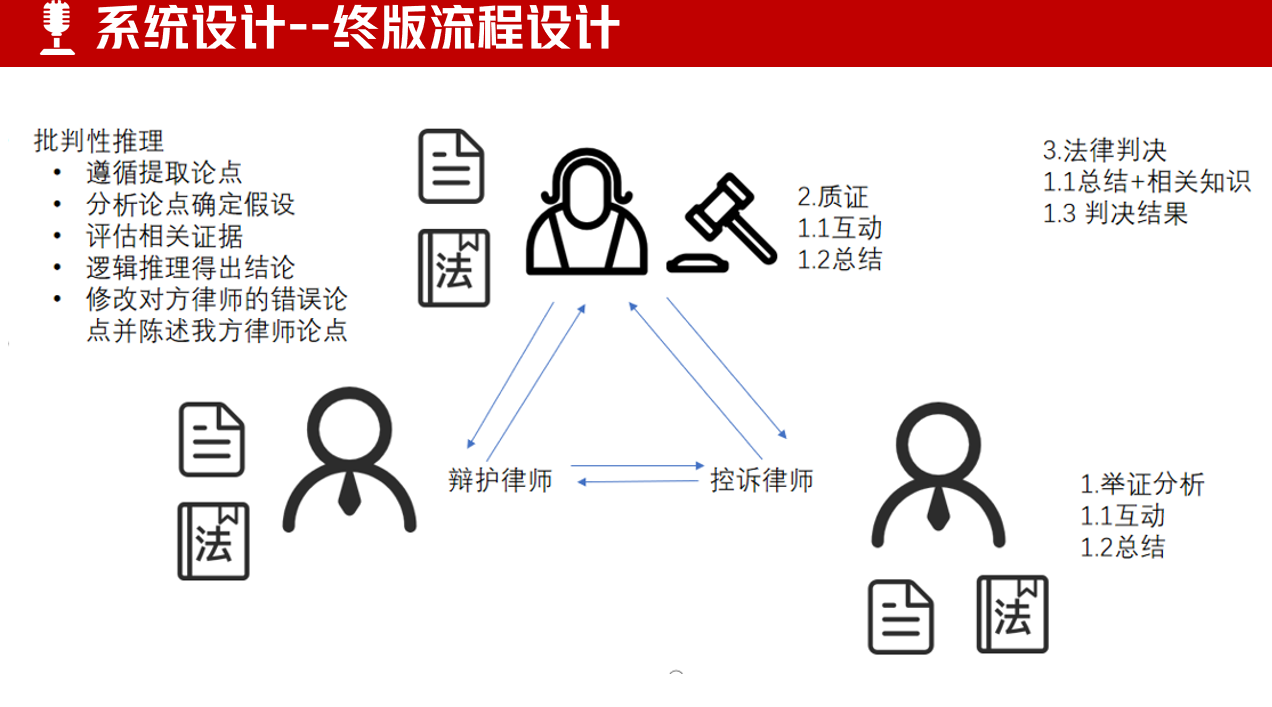 系统设计--终版流程设计
批判性推理
• 遵循提取论点
• 分析论点确定假设
• 评估相关证据
• 逻辑推理得出结论
• 修改对方律师的错误论
点并陈述我方律师论点
法
2.质证
1.1互动
1.2总结
3.法律判决
1.1总结+相关知识
1.3 判决结果
辩护律师
控诉律师
法
1.举证分析
1.1互动
1.2总结
法